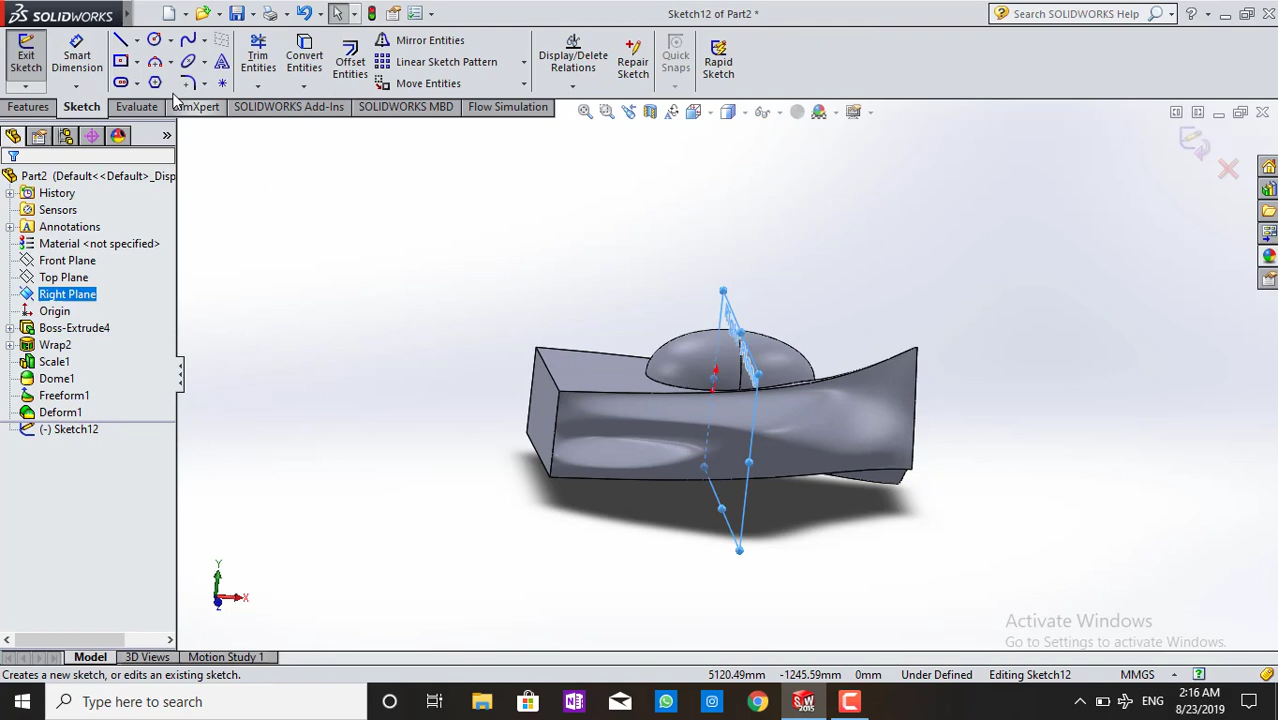 SOLIDWORKS
Sketch12 of Part2 *
Search SOLIDWORKS Help
Exit Sketch
Smart Dimension
Trim Entities
Convert Entities
Offset Entities
Mirror Entities
Linear Sketch Pattern
Move Entities
Display/Delete Relations
Repair Sketch
Quick Snaps
Rapid Sketch
Features
Sketch
Evaluate
mXpert
SOLIDWORKS Add-Ins
SOLIDWORKS MBD
Flow Simulation
Part2 (Default<<Default>_Disp
History
Sensors
Annotations
Material <not specified>
Front Plane
Top Plane
Right Plane
Origin
Boss-Extrude4
Wrap2
Scale1
Dome1
Freeform1
Deform1
(-) Sketch12
Y
X
Z
Activate Windows
Go to Settings to activate Windows.
Model
3D Views
Motion Study 1
Creates a new sketch, or edits an existing sketch.
5120.49mm
-1245.59mm
0mm
Under Defined
Editing Sketch12
MMGS
Type here to search
SW
2015
ENG
2:16 AM
8/23/2019